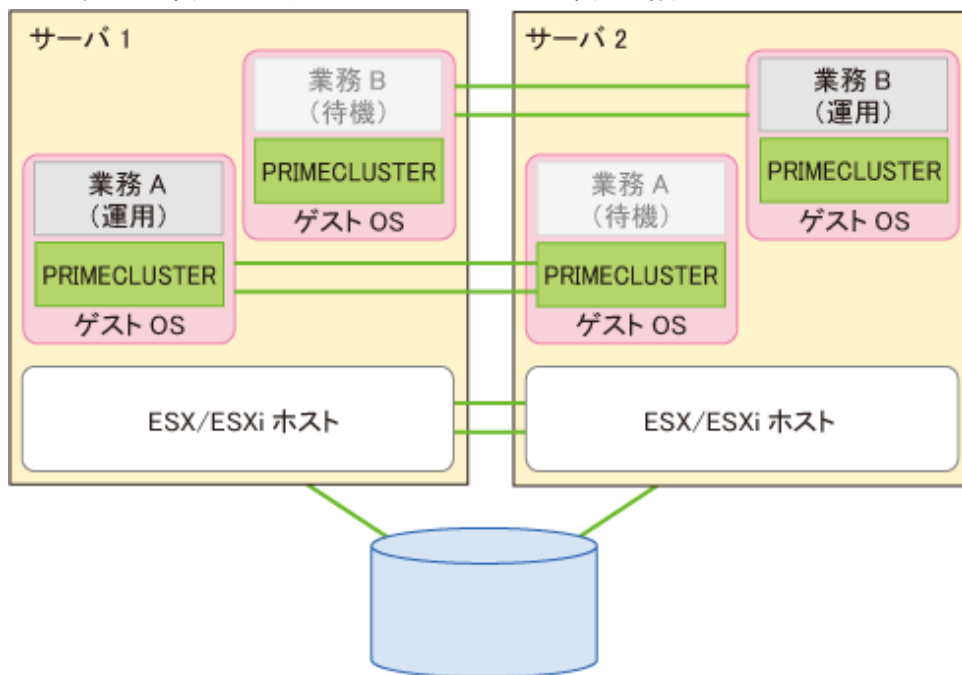 サーバ 1
業務 B
(待機)
PRIMECLUSTER
ゲスト OS
業務 A
(運用)
PRIMECLUSTER
ゲスト OS
ESX/ESXi ホスト
サーバ 2
業務 B
(運用)
PRIMECLUSTER
ゲスト OS
業務 A
(待機)
PRIMECLUSTER
ゲスト OS
ESX/ESXi ホスト